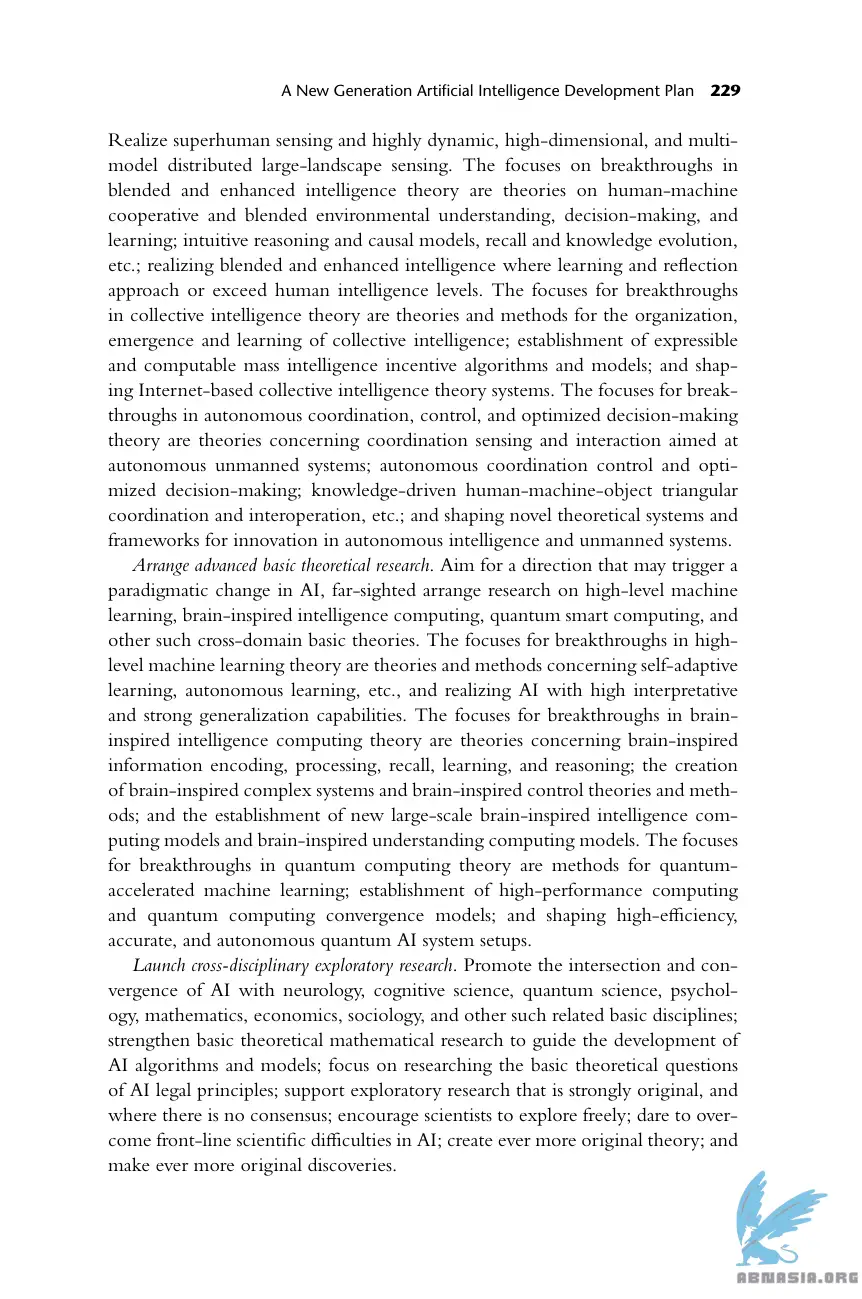 A New Generation Artificial Intelligence Development Plan 229
Realize superhuman sensing and highly dynamic, high-dimensional, and multi-
model distributed large-landscape sensing. The focuses on breakthroughs in
blended and enhanced intelligence theory are theories on human-machine
cooperative and blended environmental understanding, decision-making, and
learning; intuitive reasoning and causal models, recall and knowledge evolution,
etc.; realizing blended and enhanced intelligence where learning and reflection
approach or exceed human intelligence levels. The focuses for breakthroughs
in collective intelligence theory are theories and methods for the organization,
emergence and learning of collective intelligence; establishment of expressible
and computable mass intelligence incentive algorithms and models; and shap-
ing Internet-based collective intelligence theory systems. The focuses for break-
throughs in autonomous coordination, control, and optimized decision-making
theory are theories concerning coordination sensing and interaction aimed at
autonomous unmanned systems; autonomous coordination control and opti-
mized decision-making; knowledge-driven human-machine-object triangular
coordination and interoperation, etc.; and shaping novel theoretical systems and
frameworks for innovation in autonomous intelligence and unmanned systems.
Arrange advanced basic theoretical research. Aim for a direction that may trigger a
paradigmatic change in AI, far-sighted arrange research on high-level machine
learning, brain-inspired intelligence computing, quantum smart computing, and
other such cross-domain basic theories. The focuses for breakthroughs in high-
level machine learning theory are theories and methods concerning self-adaptive
learning, autonomous learning, etc., and realizing AI with high interpretative
and strong generalization capabilities. The focuses for breakthroughs in brain-
inspired intelligence computing theory are theories concerning brain-inspired
information encoding, processing, recall, learning, and reasoning; the creation
of brain-inspired complex systems and brain-inspired control theories and meth-
ods; and the establishment of new large-scale brain-inspired intelligence com-
puting models and brain-inspired understanding computing models. The focuses
for breakthroughs in quantum computing theory are methods for quantum-
accelerated machine learning; establishment of high-performance computing
and quantum computing convergence models; and shaping high-efficiency,
accurate, and autonomous quantum AI system setups.
Launch cross-disciplinary exploratory research. Promote the intersection and con-
vergence of AI with neurology, cognitive science, quantum science, psychol-
ogy, mathematics, economics, sociology, and other such related basic disciplines;
strengthen basic theoretical mathematical research to guide the development of
AI algorithms and models; focus on researching the basic theoretical questions
of AI legal principles; support exploratory research that is strongly original, and
where there is no consensus; encourage scientists to explore freely; dare to over-
come front-line scientific difficulties in AI; create ever more original theory; and
make ever more original discoveries.
ABNASIA.ORG